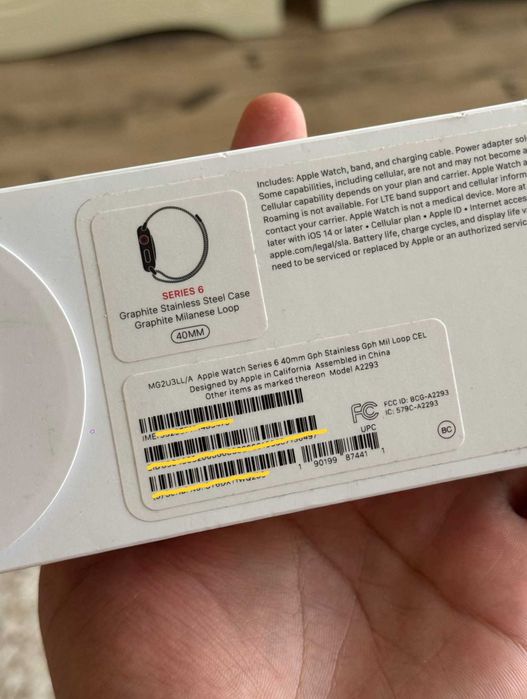 Includes: Apple Watch, band, and charging cable. Power adapter sol
Some capabilities, including cellular, are not and may not become a
Cellular capability depends on your plan and carrier. Apple Watch a
Roaming is not available. For LTE band support and cellular inform
contact your carrier. Apple Watch is not a medical device. More at
later with iOS 14 or later • Cellular plan • Apple ID • Internet access
apple.com/legal/sla. Battery life, charge cycles, and display life v
need to be serviced or replaced by Apple or an authorized service
SERIES 6
Graphite Stainless Steel Case
Graphite Milanese Loop
40MM
MG2U3LL/A Apple Watch Series 6 40mm Gph Stainless Gph Mil Loop CEL
Designed by Apple in California Assembled in China
Other items as marked thereon Model A2293
FC
FCC ID: BCG-A2293
IC: 579C-A2293
UPC
1 90199 87441 1
BC